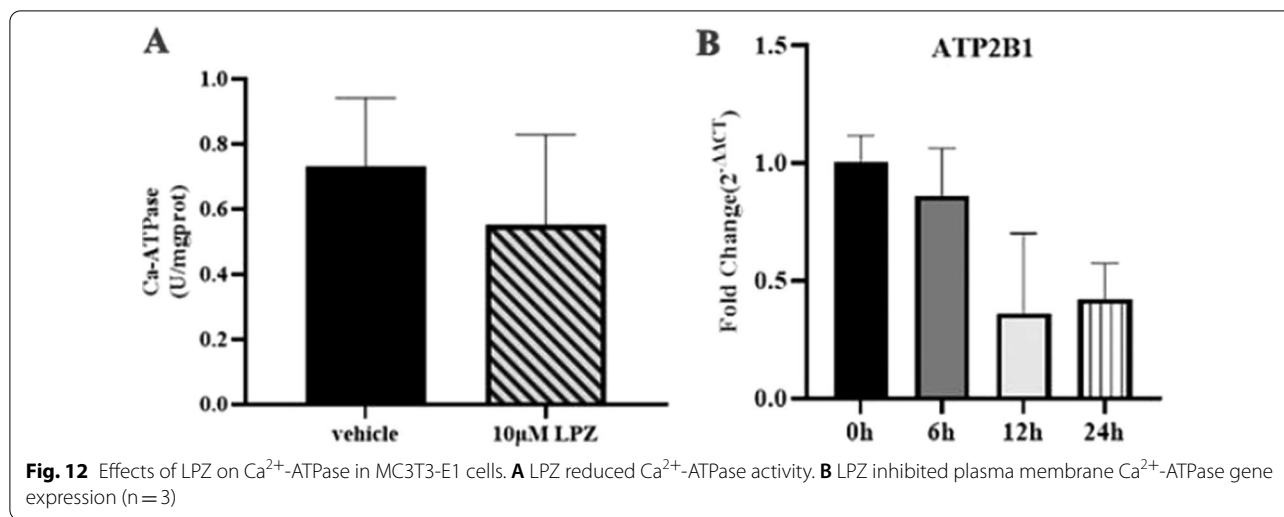 A
Ca-ATPase
(U/mgprot)
1.0
0.8
0.6
0.4
0.2
0.0
vehicle
10μM LPZ
B
ATP2B1
Fold Change(2^-ΔΔCT)
1.5
1.0
0.5
0.0
0h
6h
12h
24h
Fig. 12 Effects of LPZ on Ca²⁺-ATPase in MC3T3-E1 cells. A LPZ reduced Ca²⁺-ATPase activity. B LPZ inhibited plasma membrane Ca²⁺-ATPase gene
expression (n = 3)